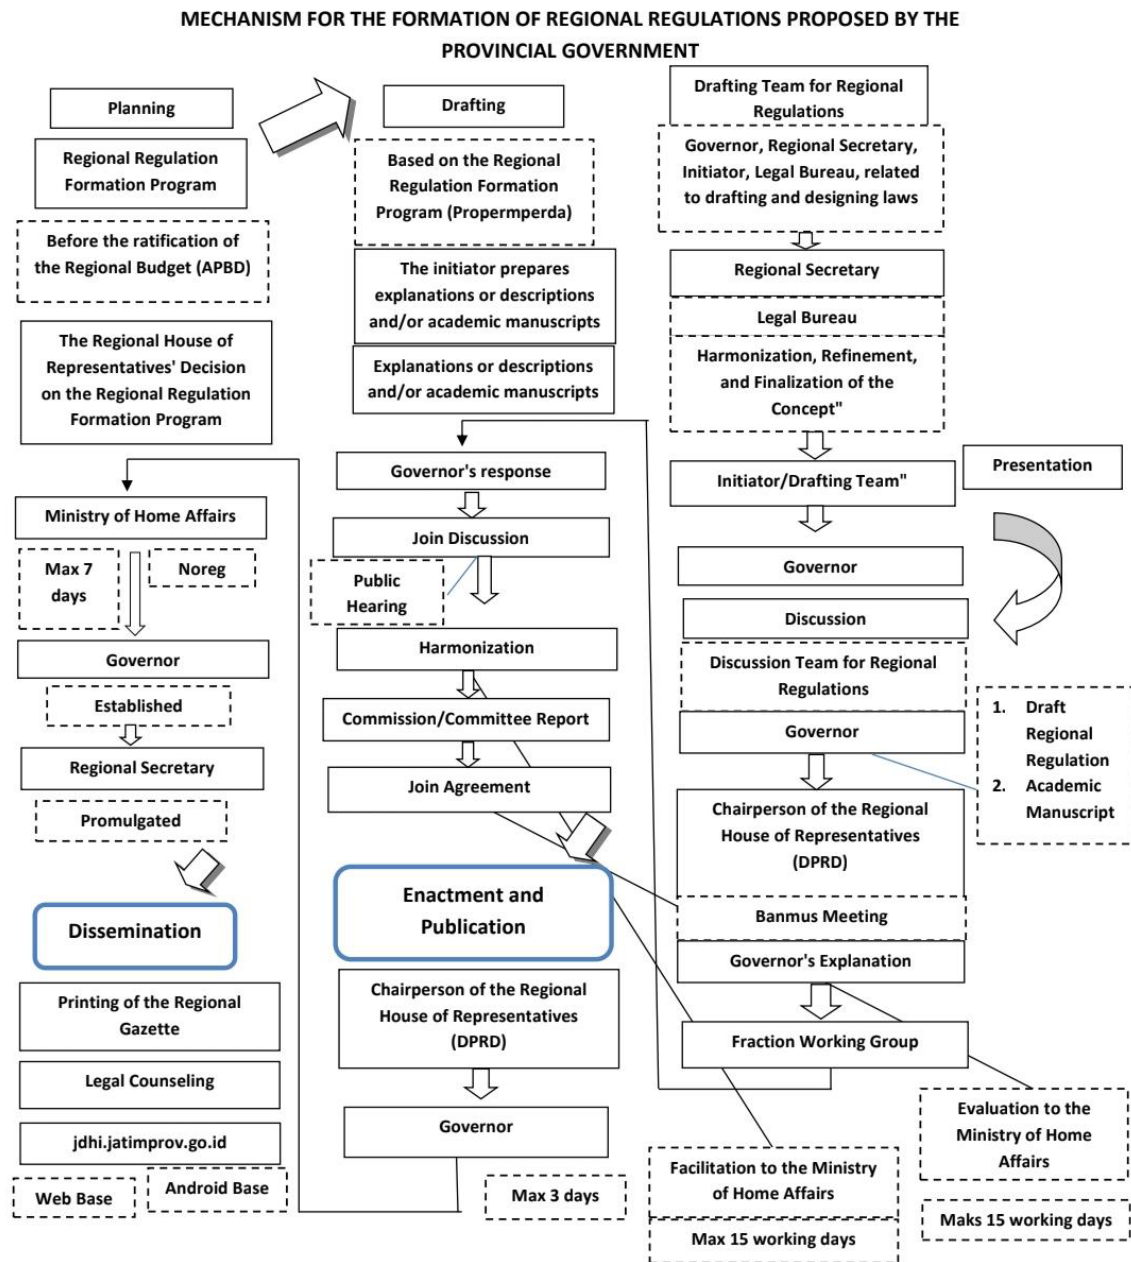 MECHANISM FOR THE FORMATION OF REGIONAL REGULATIONS PROPOSED BY THE
PROVINCIAL GOVERNMENT
Planning
Regional Regulation
Formation Program
Before the ratification of
the Regional Budget (APBD)
The Regional House of
Representatives' Decision
on the Regional Regulation
Formation Program
Drafting
Based on the Regional
Regulation Formation
Program (Propermperda)
The initiator prepares
explanations or descriptions
and/or academic manuscripts
Explanations or descriptions
and/or academic manuscripts
Drafting Team for Regional
Regulations
Governor, Regional Secretary,
Initiator, Legal Bureau, related
to drafting and designing laws
Regional Secretary
Legal Bureau
Harmonization, Refinement,
and Finalization of the
Concept"
Initiator/Drafting Team"
Presentation
Governor
Discussion
Discussion Team for Regional
Regulations
Governor
1. Draft
Regional
Regulation
2. Academic
Manuscript
Chairperson of the Regional
House of Representatives
(DPRD)
Banmus Meeting
Governor's Explanation
Fraction Working Group
Evaluation to the
Ministry of Home
Affairs
Maks 15 working days
Facilitation to the Ministry
of Home Affairs
Max 15 working days
Governor's response
Join Discussion
Public
Hearing
Harmonization
Commission/Committee Report
Join Agreement
Enactment and
Publication
Chairperson of the Regional
House of Representatives
(DPRD)
Governor
Max 3 days
Ministry of Home Affairs
Max 7
days
Noreg
Governor
Established
Regional Secretary
Promulgated
Dissemination
Printing of the Regional
Gazette
Legal Counseling
jdhi.jatimprov.go.id
Web Base
Android Base